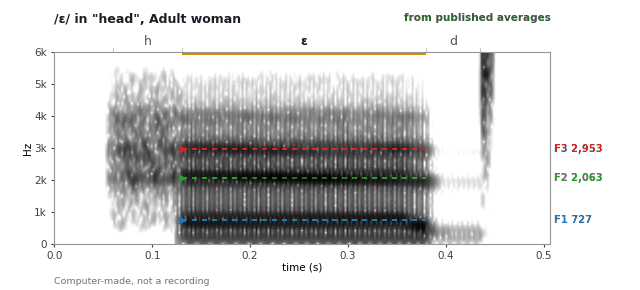 /ɛ/ in "head", Adult woman
from published averages
h ɛ d
6k
5k
4k
3k
2k
1k
0
Hz
F3 2,953
F2 2,063
F1 727
0.0 0.1 0.2 0.3 0.4 0.5
time (s)
Computer-made, not a recording